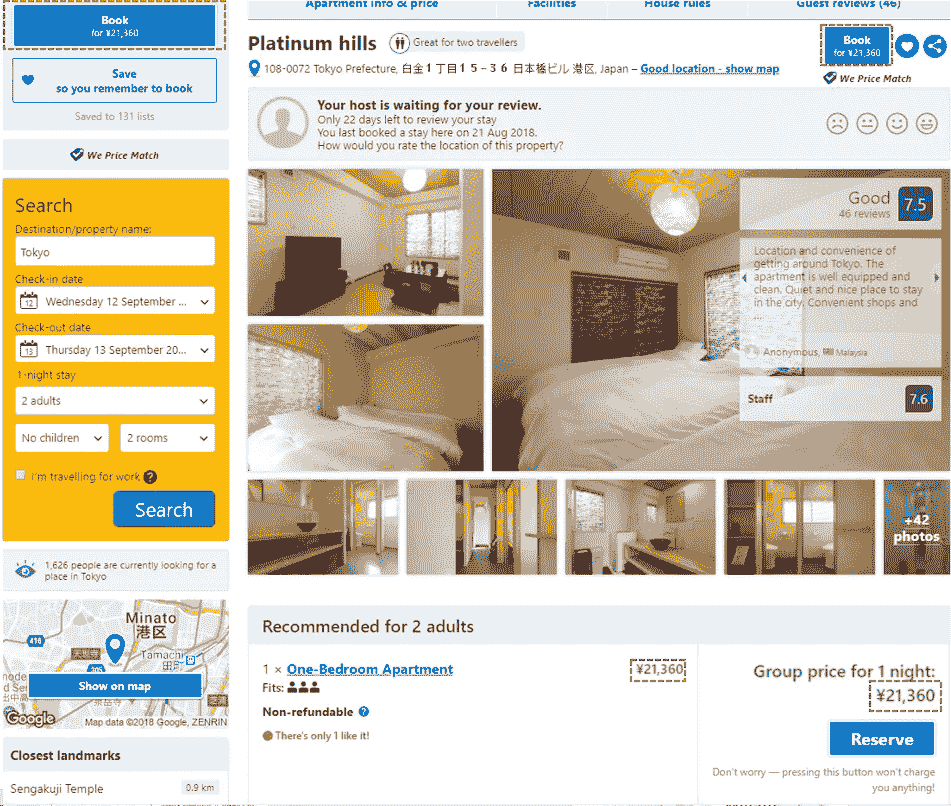 Apartment info & price
Facilities
House rules
Guest reviews (46)
Book
for ¥21,360
Save
so you remember to book
Saved to 131 lists
We Price Match
Search
Destination/property name:
Tokyo
Check-in date
12
Wednesday 12 September ...
Check-out date
13
Thursday 13 September 20...
1-night stay
2 adults
No children
2 rooms
I'm travelling for work ?
Search
1,626 people are currently looking for a
place in Tokyo
Minato
港区
416
305
Tamachi
田町
Show on map
Google
Map data ©2018 Google, ZENRIN
Closest landmarks
Sengakuji Temple
0.9 km
Platinum hills
Great for two travellers
Book
for ¥21,360
108-0072 Tokyo Prefecture, 白金1丁目15-36 日本橋ビル 港区, Japan – Good location - show map
We Price Match
Your host is waiting for your review.
Only 22 days left to review your stay
You last booked a stay here on 21 Aug 2018.
How would you rate the location of this property?
Good
46 reviews
7.5
Location and convenience of
getting around Tokyo. The
apartment is well equipped and
clean. Quiet and nice place to stay
in the city. Convenient shops and
...
Anonymous, Malaysia
Staff
7.6
+42
photos
Recommended for 2 adults
1 × One-Bedroom Apartment
¥21,360
Fits:
Non-refundable ?
There's only 1 like it!
Group price for 1 night:
¥21,360
Reserve
Don't worry — pressing this button won't charge
you anything!